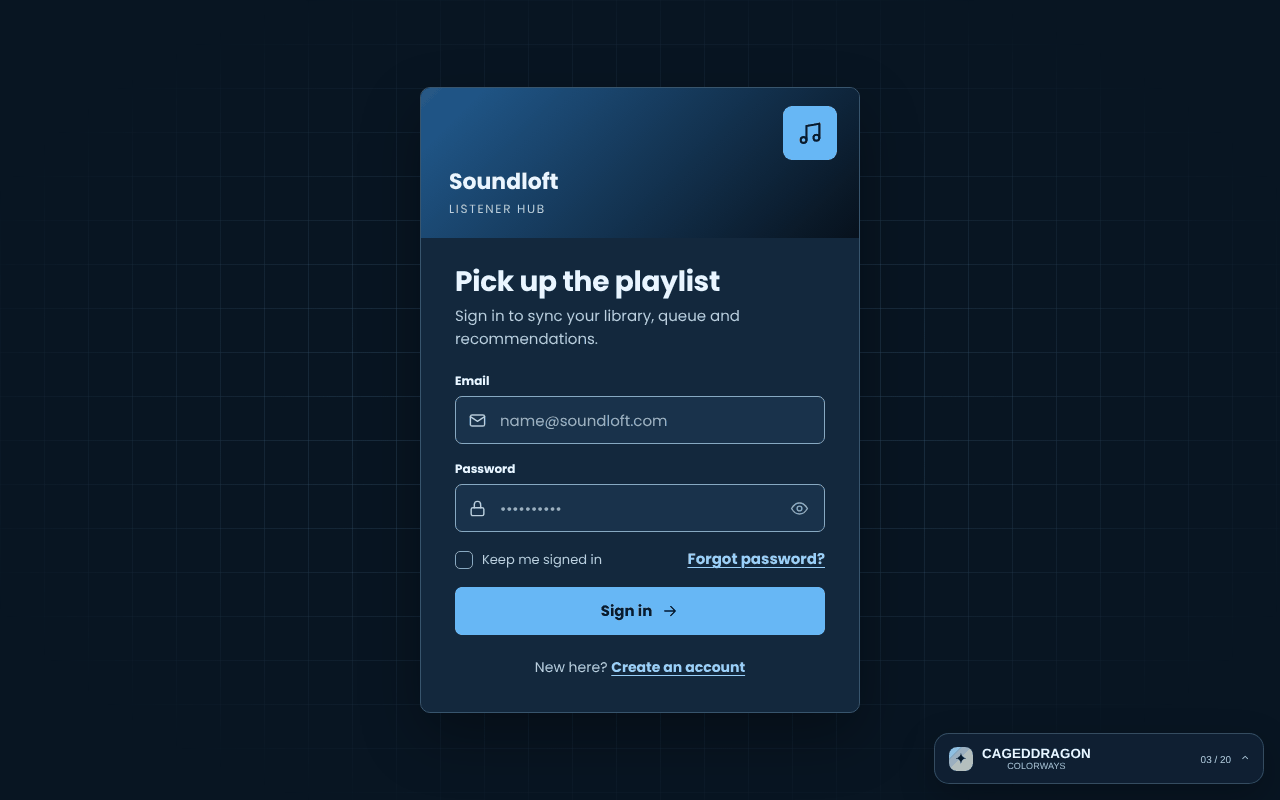 Soundloft
LISTENER HUB
Pick up the playlist
Sign in to sync your library, queue and
recommendations.
Email
name@soundloft.com
Password
••••••••••
Keep me signed in
Forgot password?
Sign in →
New here? Create an account
CAGEDDRAGON
COLORWAYS
03 / 20